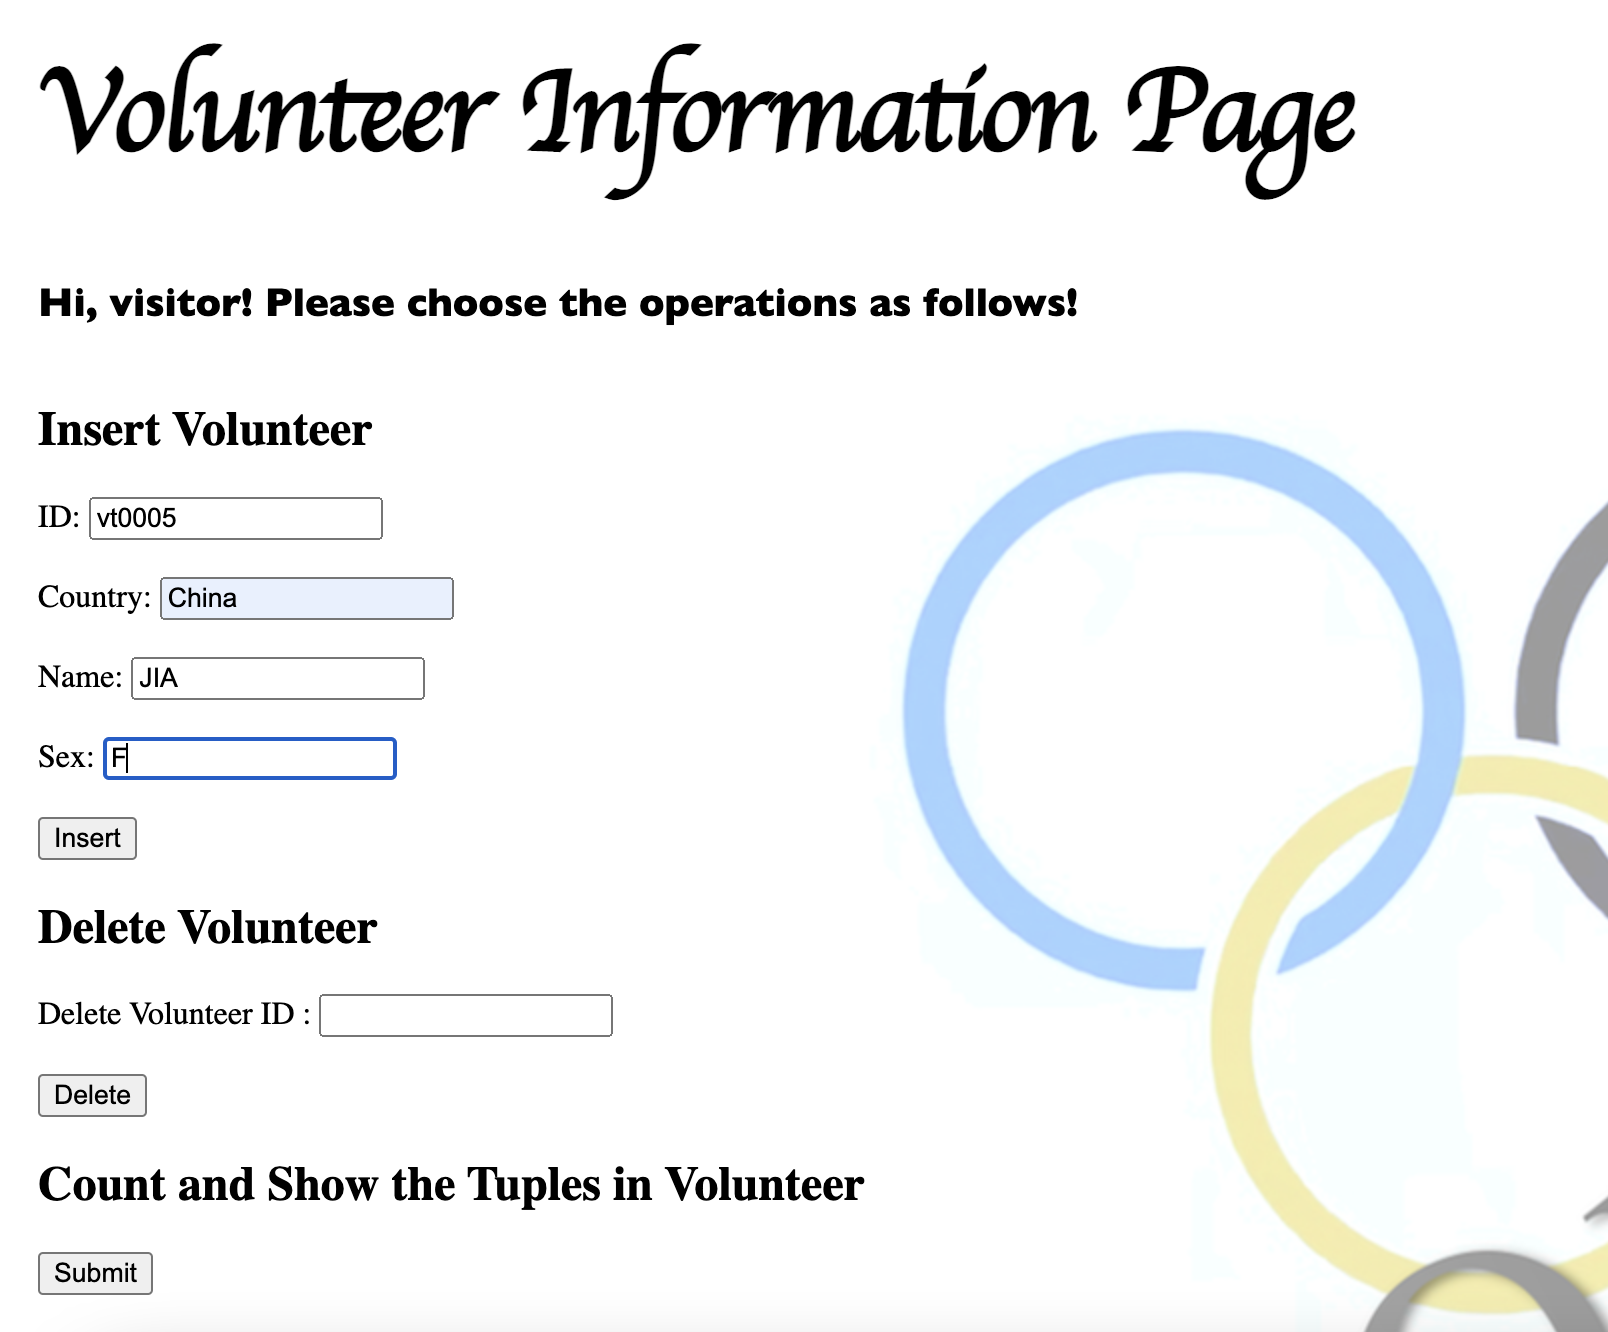 Volunteer Information Page
Hi, visitor! Please choose the operations as follows!
Insert Volunteer
ID: vt0005
Country: China
Name: JIA
Sex: F
Insert
Delete Volunteer
Delete Volunteer ID :
Delete
Count and Show the Tuples in Volunteer
Submit